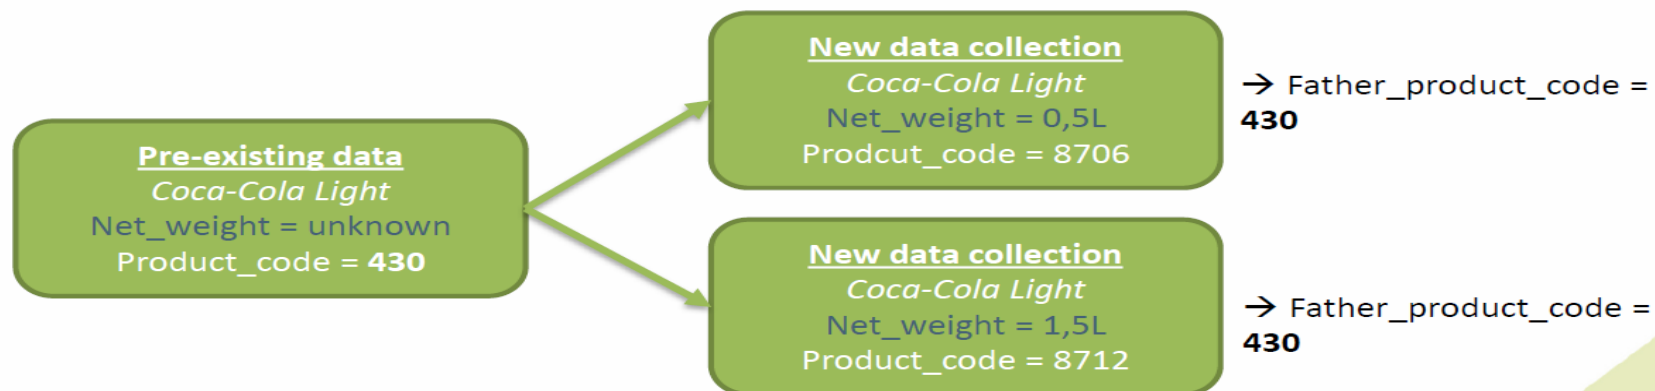 Pre-existing data
Coca-Cola Light
Net_weight = unknown
Product_code = 430
New data collection
Coca-Cola Light
Net_weight = 0,5L
Prodcut_code = 8706
→ Father_product_code =
430
New data collection
Coca-Cola Light
Net_weight = 1,5L
Product_code = 8712
→ Father_product_code =
430